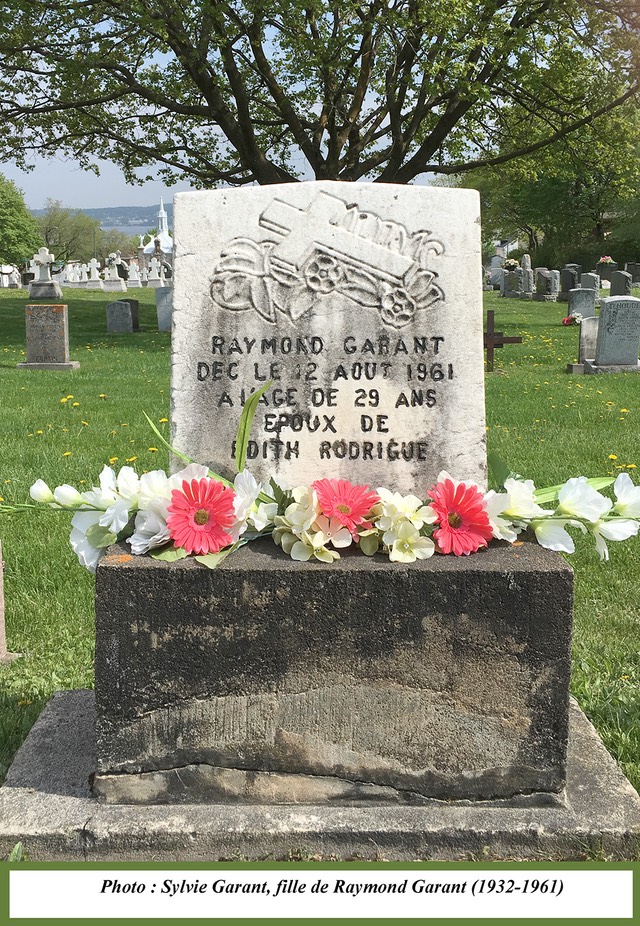 RAYMOND GARANT
DEC LE 12 AOUT 1961
A L'AGE DE 29 ANS
EPOUX DE
EDITH RODRIGUE
Photo : Sylvie Garant, fille de Raymond Garant (1932-1961)